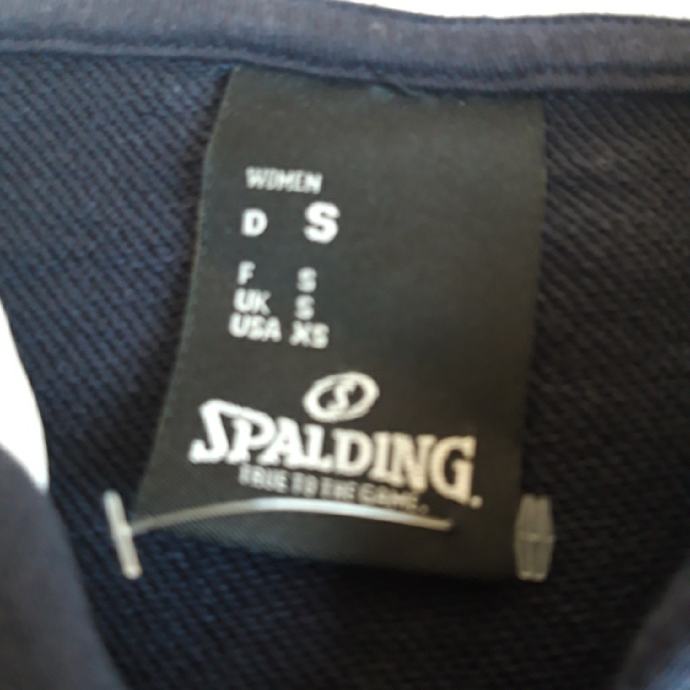 WOMEN
D S
F S
UK S
USA XS
S
SPALDING.
TRUE TO THE GAME.